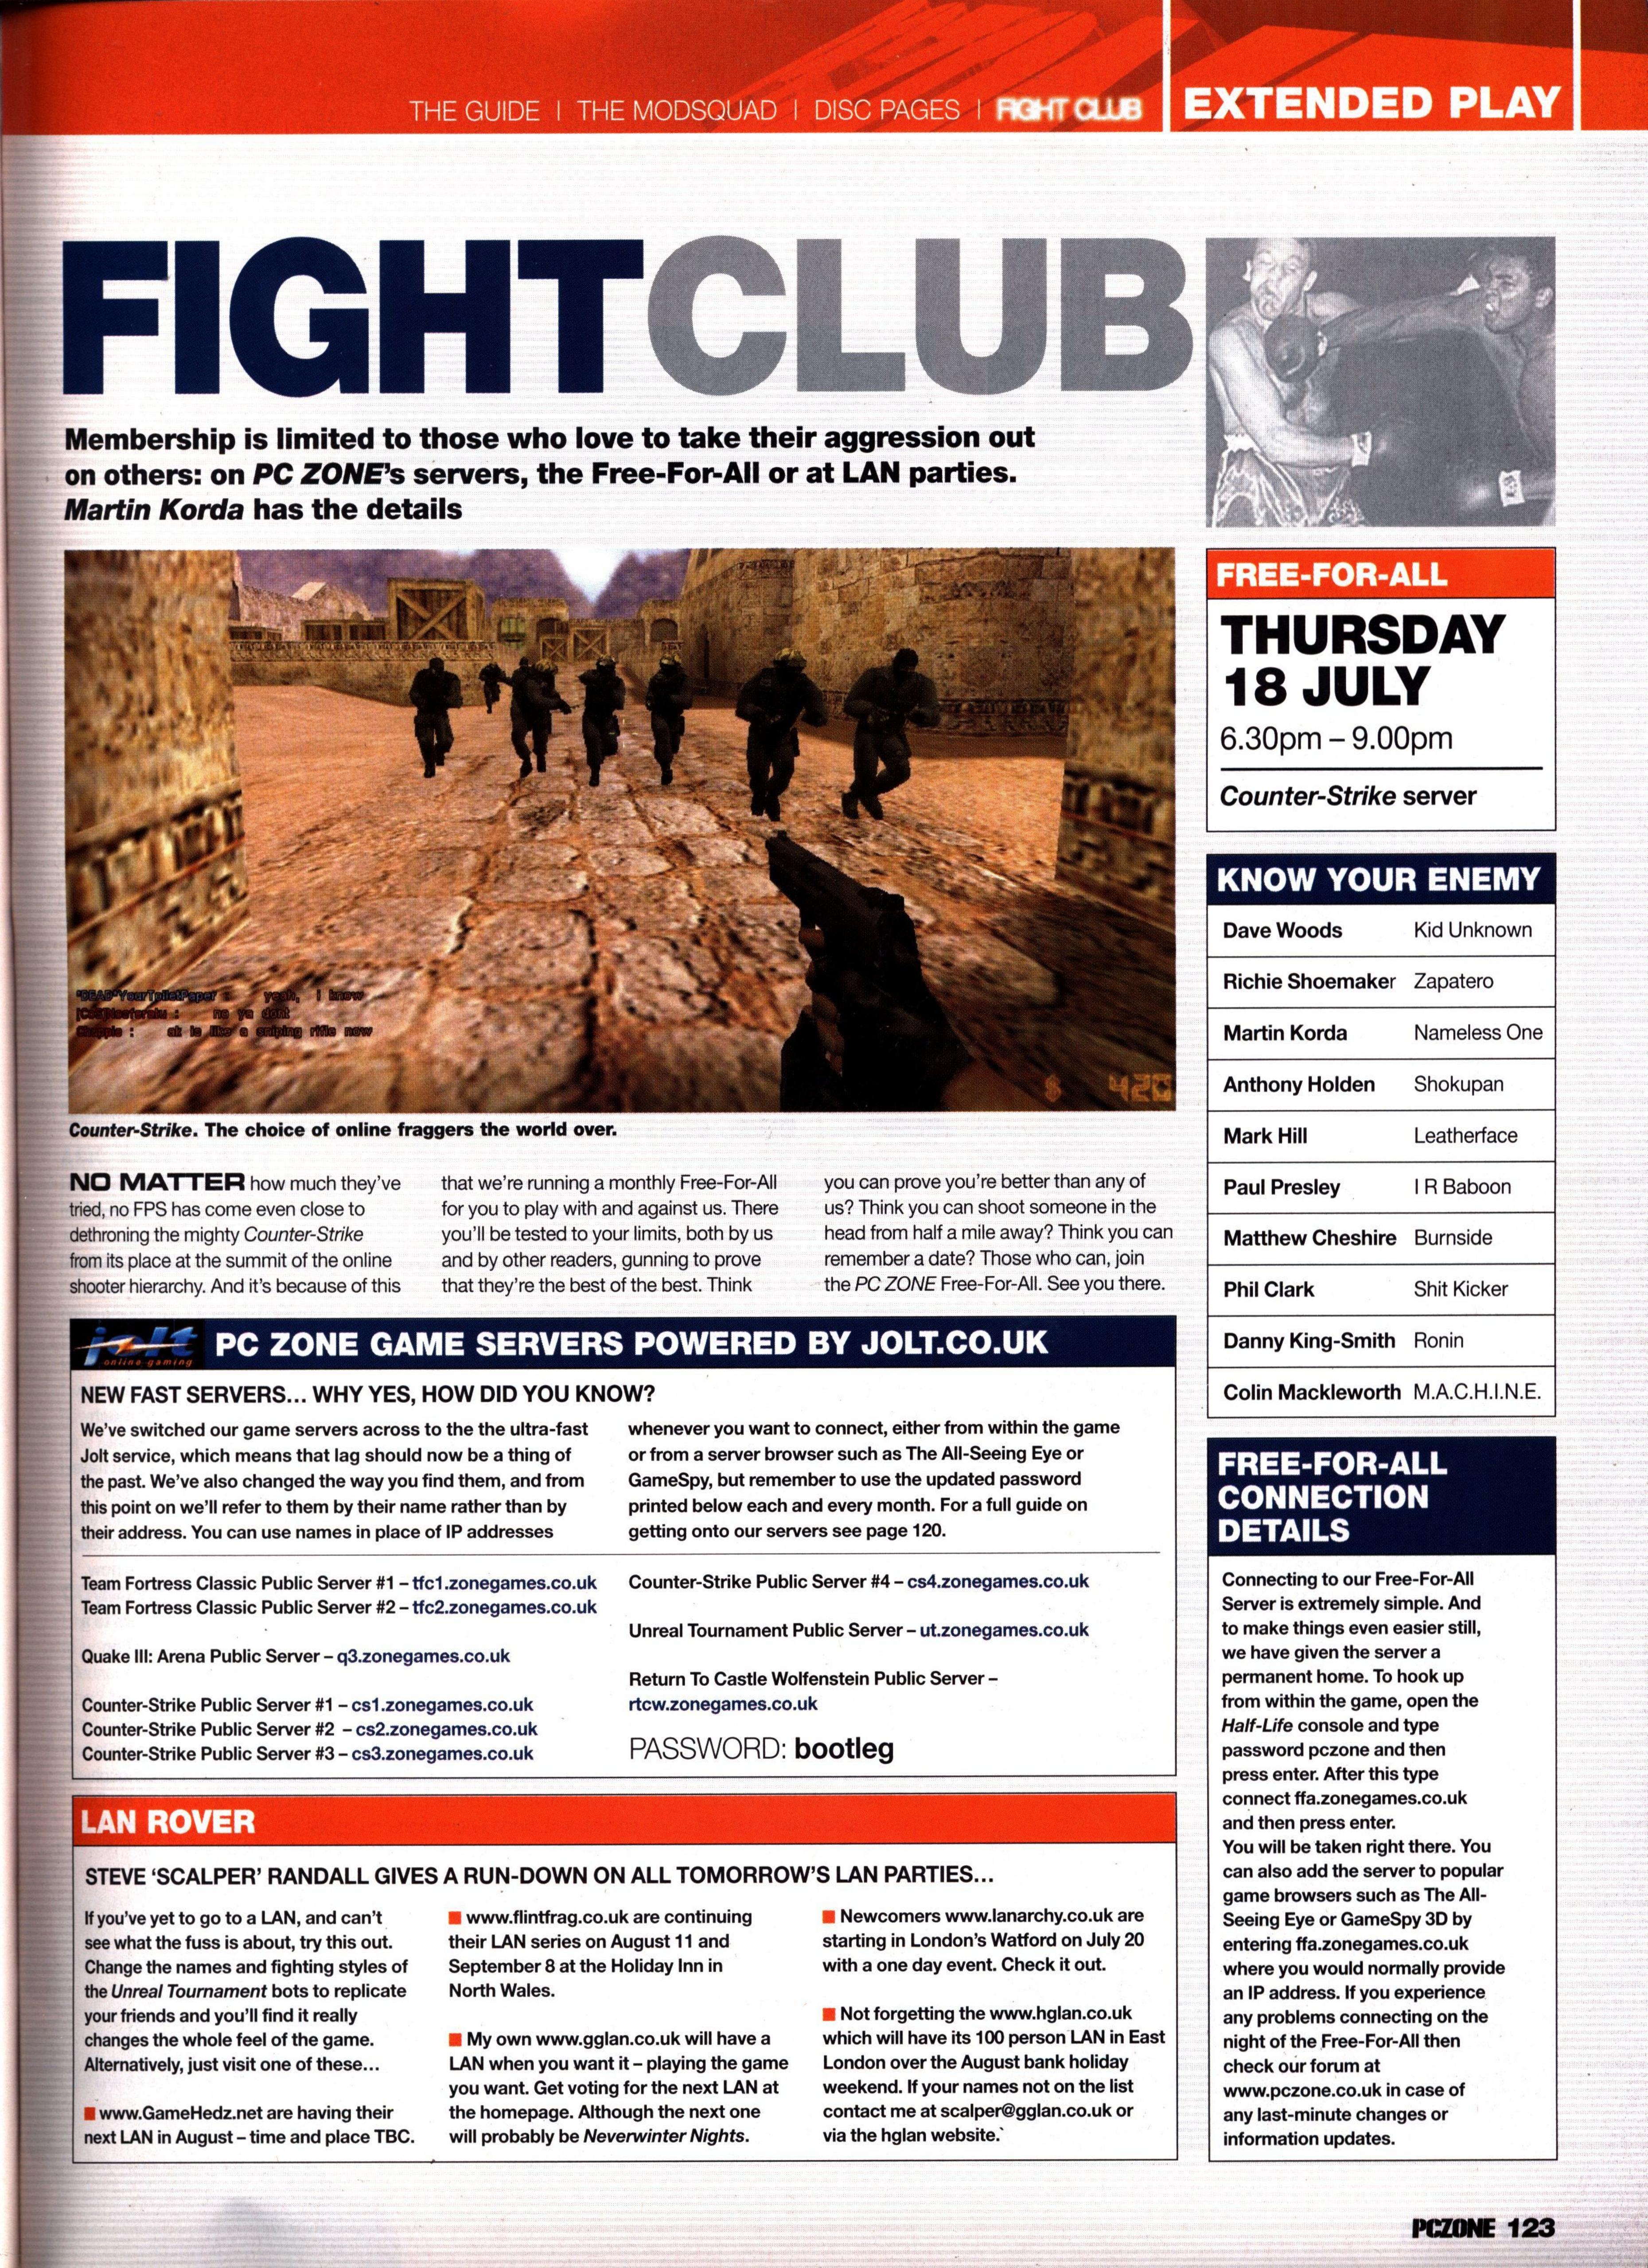 THE GUIDE | THE MODSQUAD | DISC PAGES | FIGHT CLUB
EXTENDED PLAY
FIGHTCLUB
Membership is limited to those who love to take their aggression out
on others: on PC ZONE's servers, the Free-For-All or at LAN parties.
Martin Korda has the details
*DEAD*YourToiletPaper : yeah, I know
no ya dont
ak is like a sniping rifle now
$ 420
Counter-Strike. The choice of online fraggers the world over.
NO MATTER how much they've
tried, no FPS has come even close to
dethroning the mighty Counter-Strike
from its place at the summit of the online
shooter hierarchy. And it's because of this
that we're running a monthly Free-For-All
for you to play with and against us. There
you'll be tested to your limits, both by us
and by other readers, gunning to prove
that they're the best of the best. Think
you can prove you're better than any of
us? Think you can shoot someone in the
head from half a mile away? Think you can
remember a date? Those who can, join
the PC ZONE Free-For-All. See you there.
jolt
online gaming
PC ZONE GAME SERVERS POWERED BY JOLT.CO.UK
NEW FAST SERVERS... WHY YES, HOW DID YOU KNOW?
We've switched our game servers across to the the ultra-fast
Jolt service, which means that lag should now be a thing of
the past. We've also changed the way you find them, and from
this point on we'll refer to them by their name rather than by
their address. You can use names in place of IP addresses
whenever you want to connect, either from within the game
or from a server browser such as The All-Seeing Eye or
GameSpy, but remember to use the updated password
printed below each and every month. For a full guide on
getting onto our servers see page 120.
Team Fortress Classic Public Server #1 – tfc1.zonegames.co.uk
Team Fortress Classic Public Server #2 – tfc2.zonegames.co.uk
Quake III: Arena Public Server – q3.zonegames.co.uk
Counter-Strike Public Server #1 – cs1.zonegames.co.uk
Counter-Strike Public Server #2 – cs2.zonegames.co.uk
Counter-Strike Public Server #3 – cs3.zonegames.co.uk
Counter-Strike Public Server #4 – cs4.zonegames.co.uk
Unreal Tournament Public Server – ut.zonegames.co.uk
Return To Castle Wolfenstein Public Server –
rtcw.zonegames.co.uk
PASSWORD: bootleg
LAN ROVER
STEVE 'SCALPER' RANDALL GIVES A RUN-DOWN ON ALL TOMORROW'S LAN PARTIES...
If you've yet to go to a LAN, and can't
see what the fuss is about, try this out.
Change the names and fighting styles of
the Unreal Tournament bots to replicate
your friends and you'll find it really
changes the whole feel of the game.
Alternatively, just visit one of these...
■ www.GameHedz.net are having their
next LAN in August – time and place TBC.
■ www.flintfrag.co.uk are continuing
their LAN series on August 11 and
September 8 at the Holiday Inn in
North Wales.
■ My own www.gglan.co.uk will have a
LAN when you want it – playing the game
you want. Get voting for the next LAN at
the homepage. Although the next one
will probably be Neverwinter Nights.
■ Newcomers www.lanarchy.co.uk are
starting in London's Watford on July 20
with a one day event. Check it out.
■ Not forgetting the www.hglan.co.uk
which will have its 100 person LAN in East
London over the August bank holiday
weekend. If your names not on the list
contact me at scalper@gglan.co.uk or
via the hglan website.
FREE-FOR-ALL
THURSDAY
18 JULY
6.30pm – 9.00pm
Counter-Strike server
KNOW YOUR ENEMY
Dave Woods Kid Unknown
Richie Shoemaker Zapatero
Martin Korda Nameless One
Anthony Holden Shokupan
Mark Hill Leatherface
Paul Presley I R Baboon
Matthew Cheshire Burnside
Phil Clark Shit Kicker
Danny King-Smith Ronin
Colin Mackleworth M.A.C.H.I.N.E.
FREE-FOR-ALL
CONNECTION
DETAILS
Connecting to our Free-For-All
Server is extremely simple. And
to make things even easier still,
we have given the server a
permanent home. To hook up
from within the game, open the
Half-Life console and type
password pczone and then
press enter. After this type
connect ffa.zonegames.co.uk
and then press enter.
You will be taken right there. You
can also add the server to popular
game browsers such as The All-
Seeing Eye or GameSpy 3D by
entering ffa.zonegames.co.uk
where you would normally provide
an IP address. If you experience
any problems connecting on the
night of the Free-For-All then
check our forum at
www.pczone.co.uk in case of
any last-minute changes or
information updates.
PCZONE 123